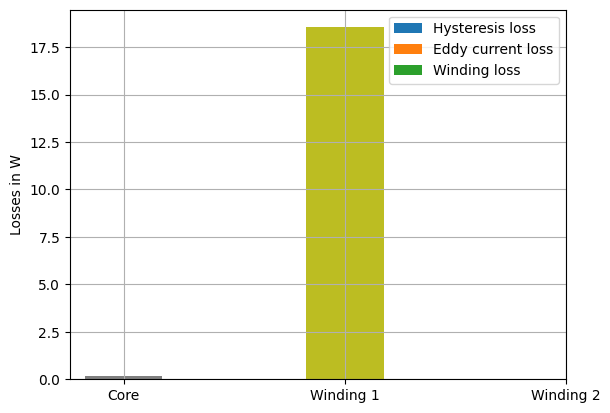 Hysteresis loss
Eddy current loss
Winding loss
Losses in W
17.5
15.0
12.5
10.0
7.5
5.0
2.5
0.0
Core
Winding 1
Winding 2